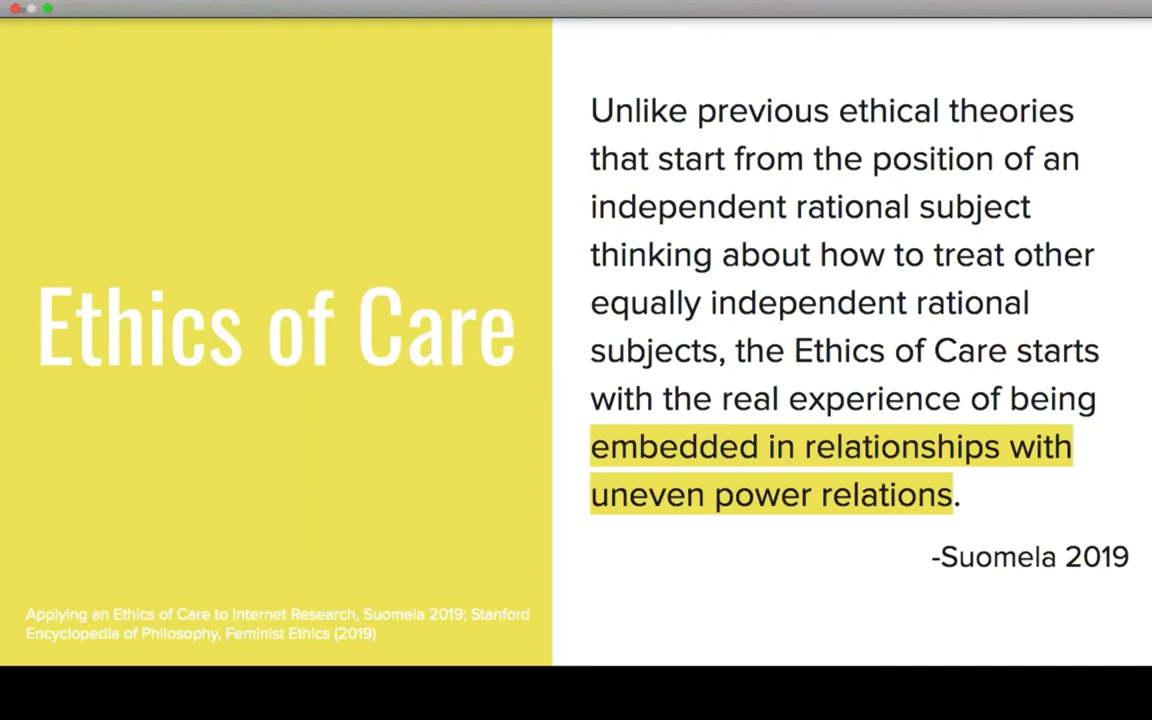 Ethics of Care
Applying an Ethics of Care to Internet Research, Suomela 2019; Stanford
Encyclopedia of Philosophy, Feminist Ethics (2019)
Unlike previous ethical theories
that start from the position of an
independent rational subject
thinking about how to treat other
equally independent rational
subjects, the Ethics of Care starts
with the real experience of being
embedded in relationships with
uneven power relations.
-Suomela 2019